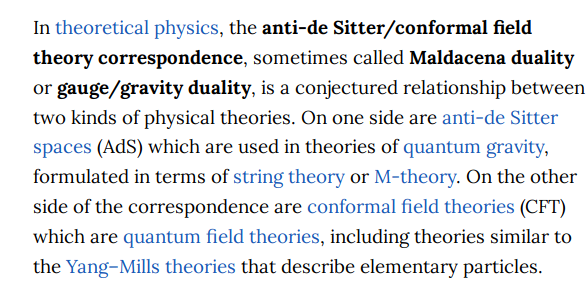 In theoretical physics, the anti-de Sitter/conformal field
theory correspondence, sometimes called Maldacena duality
or gauge/gravity duality, is a conjectured relationship between
two kinds of physical theories. On one side are anti-de Sitter
spaces (AdS) which are used in theories of quantum gravity,
formulated in terms of string theory or M-theory. On the other
side of the correspondence are conformal field theories (CFT)
which are quantum field theories, including theories similar to
the Yang–Mills theories that describe elementary particles.